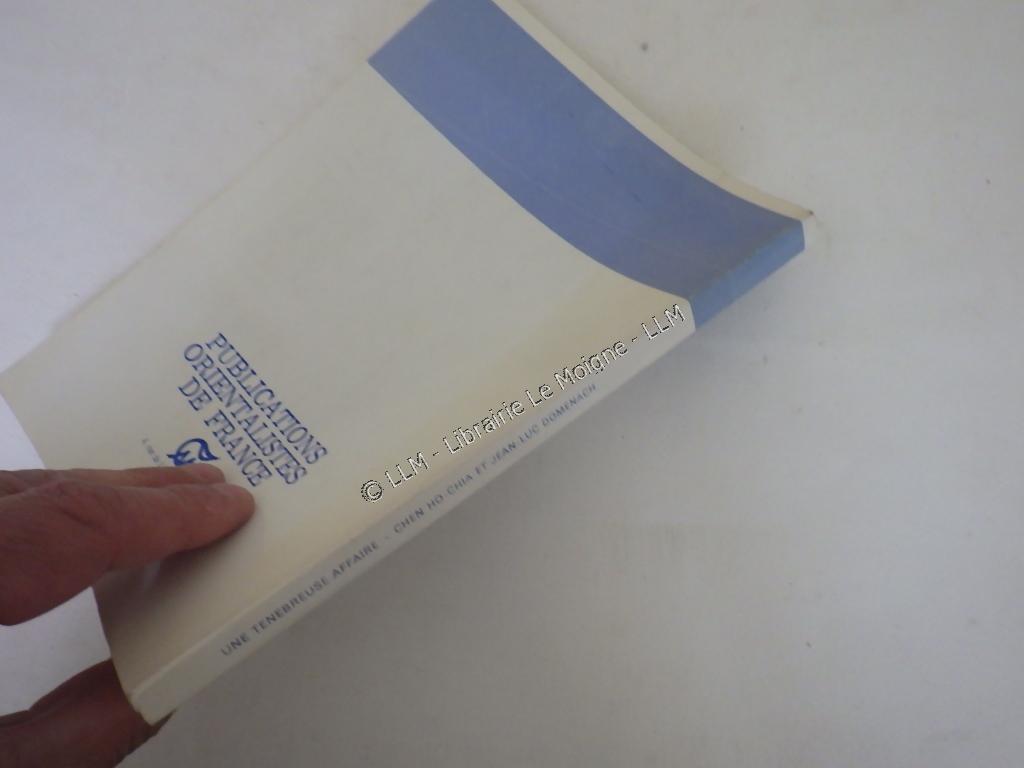 PUBLICATIONS
ORIENTALISTES
DE FRANCE
© LLM - Librairie Le Moigne - LLM
UNE TENEBREUSE AFFAIRE - CHEN HO-CHIA ET JEAN-LUC DOMENACH